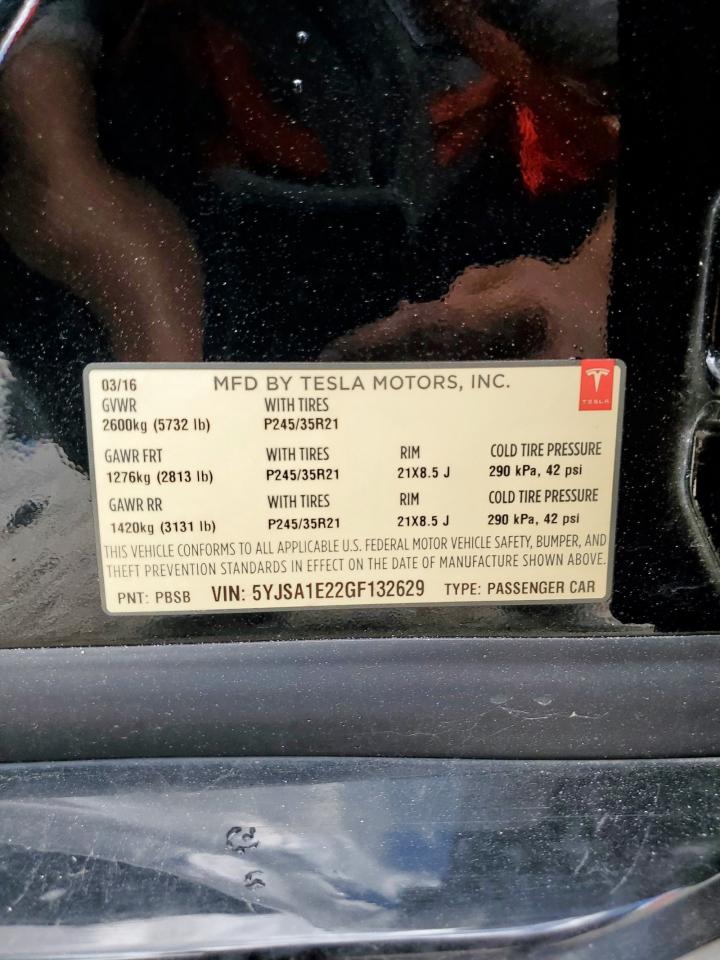 03/16 MFD BY TESLA MOTORS, INC.
TESLA
GVWR WITH TIRES
2600kg (5732 lb) P245/35R21
GAWR FRT WITH TIRES RIM COLD TIRE PRESSURE
1276kg (2813 lb) P245/35R21 21X8.5 J 290 kPa, 42 psi
GAWR RR WITH TIRES RIM COLD TIRE PRESSURE
1420kg (3131 lb) P245/35R21 21X8.5 J 290 kPa, 42 psi
THIS VEHICLE CONFORMS TO ALL APPLICABLE U.S. FEDERAL MOTOR VEHICLE SAFETY, BUMPER, AND
THEFT PREVENTION STANDARDS IN EFFECT ON THE DATE OF MANUFACTURE SHOWN ABOVE.
PNT: PBSB VIN: 5YJSA1E22GF132629 TYPE: PASSENGER CAR